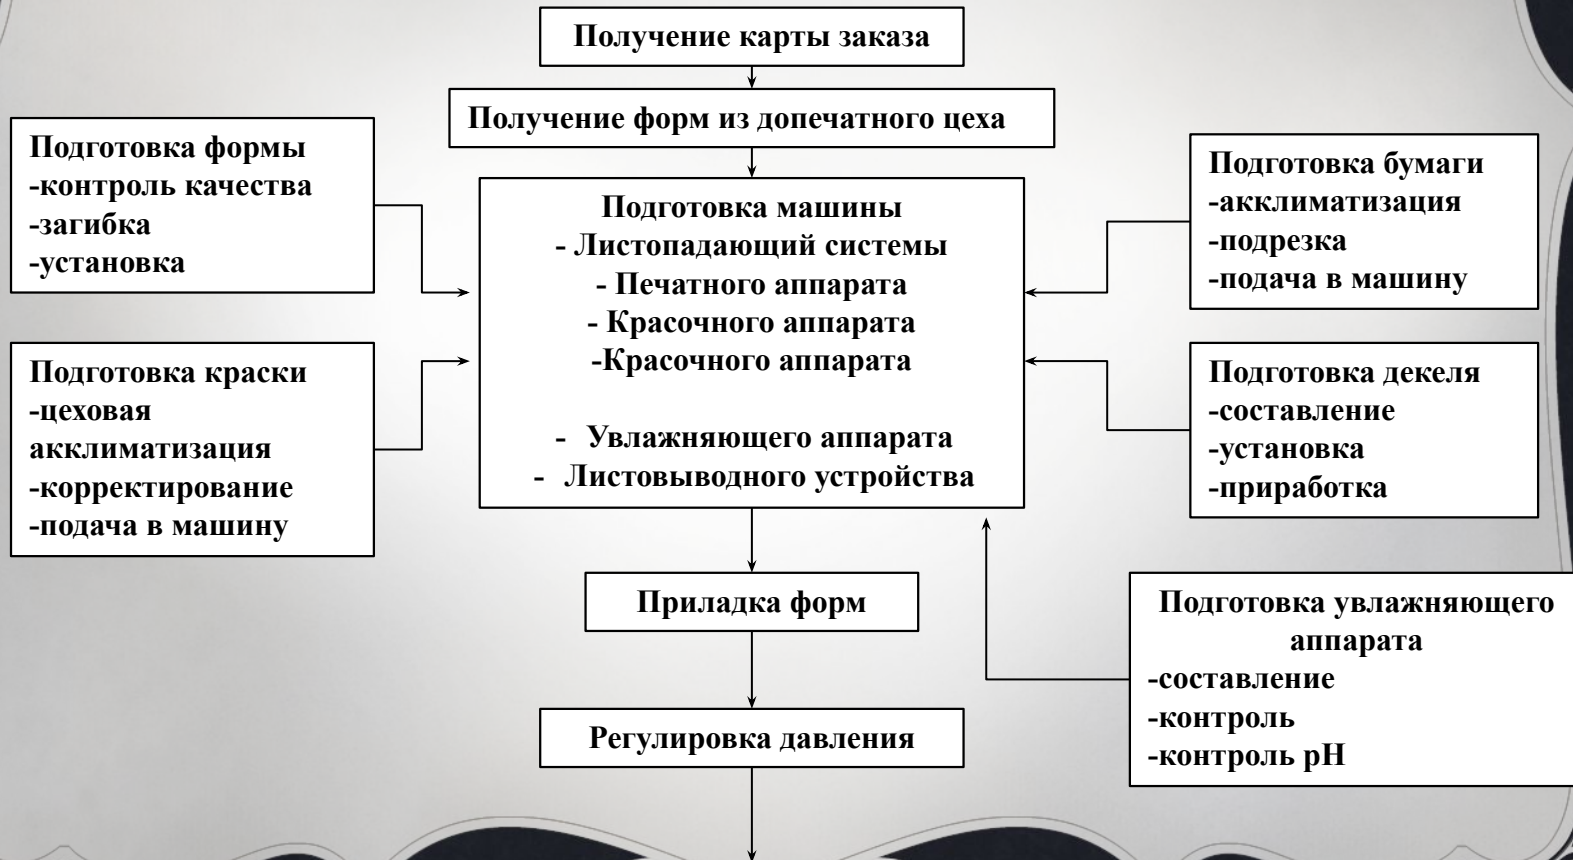 Получение карты заказа
Получение форм из допечатного цеха
Подготовка формы
-контроль качества
-загибка
-установка
Подготовка краски
-цеховая
акклиматизация
-корректирование
-подача в машину
Подготовка машины
- Листопадающий системы
- Печатного аппарата
- Красочного аппарата
-Красочного аппарата
- Увлажняющего аппарата
- Листовыводного устройства
Подготовка бумаги
-акклиматизация
-подрезка
-подача в машину
Подготовка декеля
-составление
-установка
-приработка
Приладка форм
Подготовка увлажняющего
аппарата
-составление
-контроль
-контроль рН
Регулировка давления